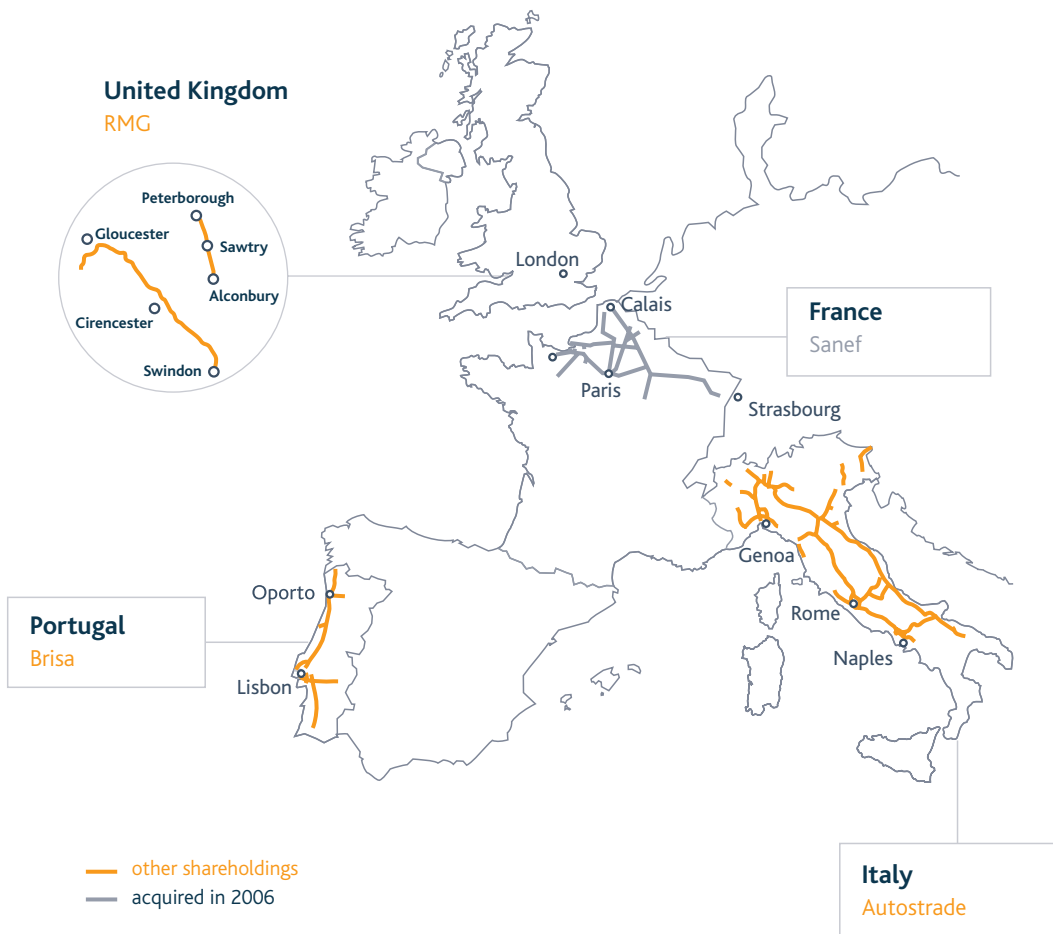 United Kingdom
RMG
Peterborough
Gloucester
Sawtry
Alconbury
Cirencester
Swindon
London
Calais
France
Sanef
Paris
Strasbourg
Genoa
Oporto
Rome
Portugal
Brisa
Naples
Lisbon
other shareholdings
acquired in 2006
Italy
Autostrade